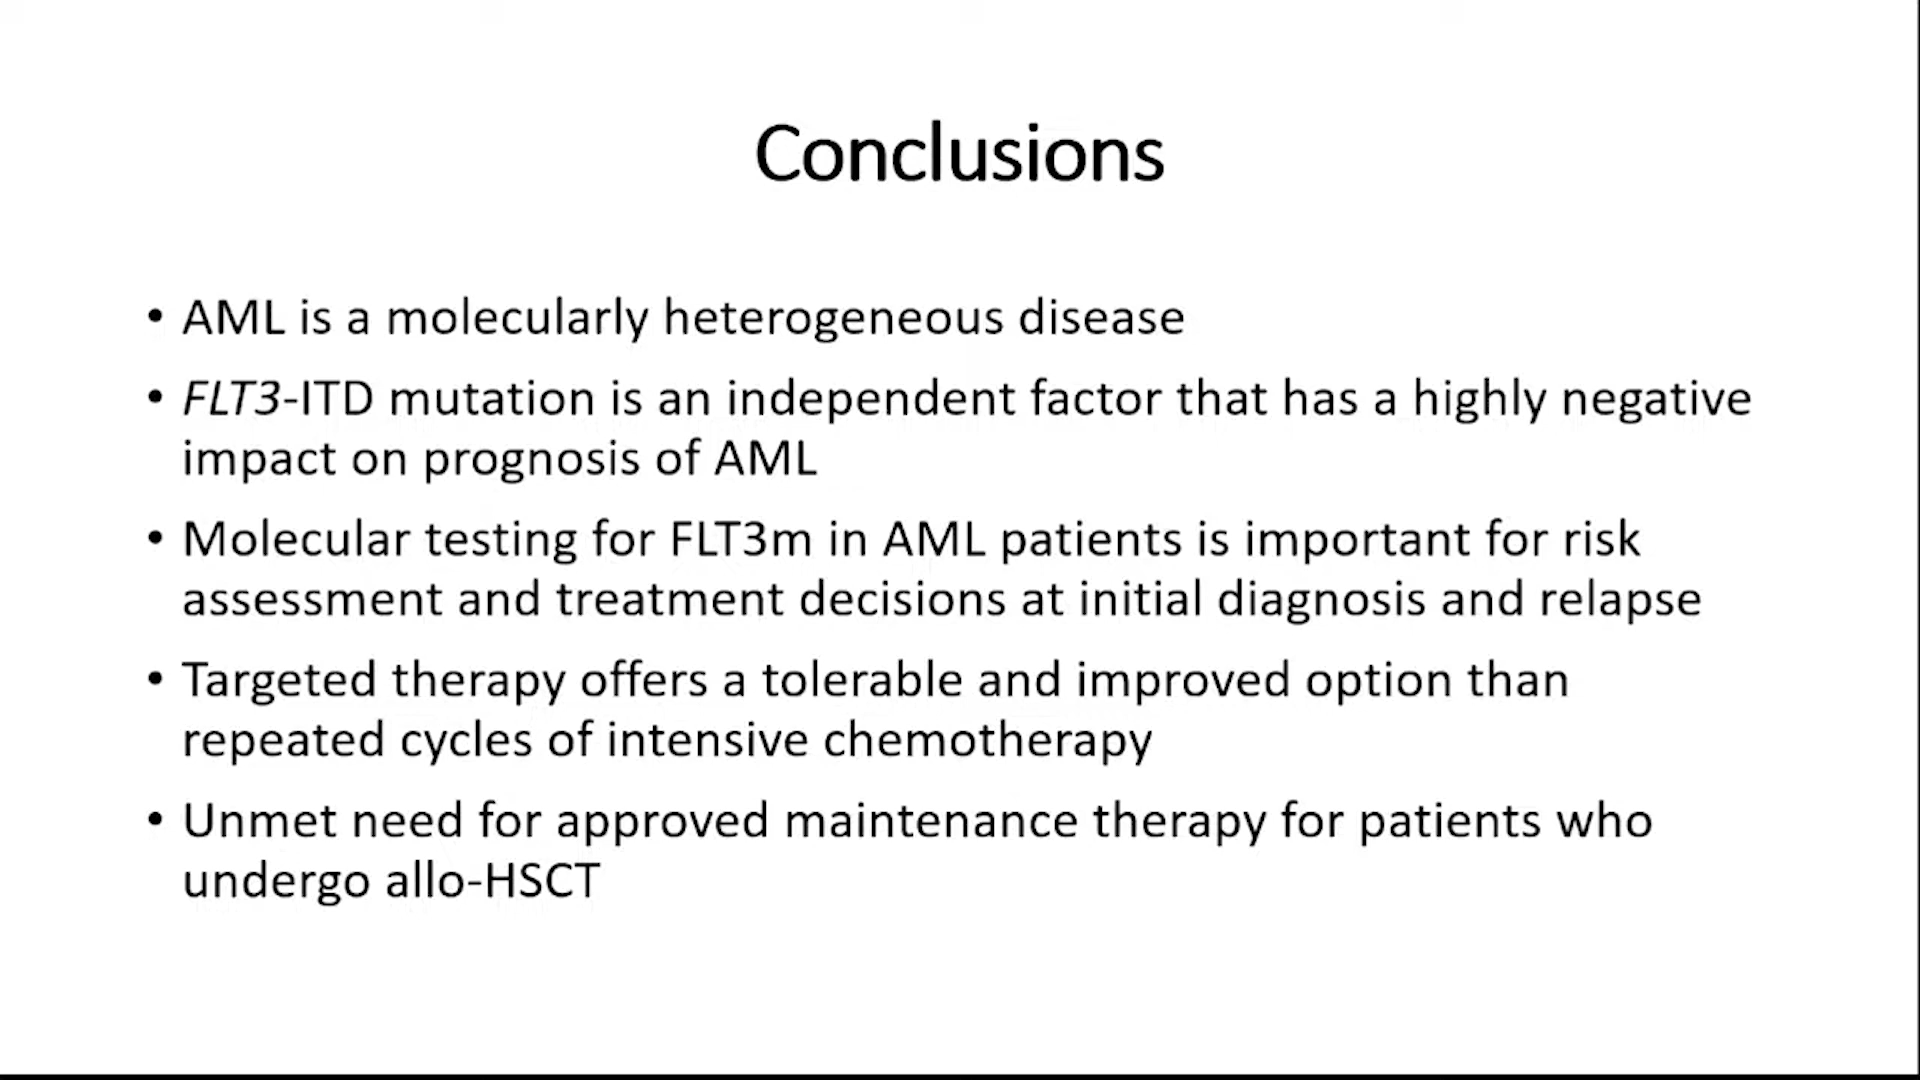 Conclusions
• AML is a molecularly heterogeneous disease
• FLT3-ITD mutation is an independent factor that has a highly negative
impact on prognosis of AML
• Molecular testing for FLT3m in AML patients is important for risk
assessment and treatment decisions at initial diagnosis and relapse
• Targeted therapy offers a tolerable and improved option than
repeated cycles of intensive chemotherapy
• Unmet need for approved maintenance therapy for patients who
undergo allo-HSCT